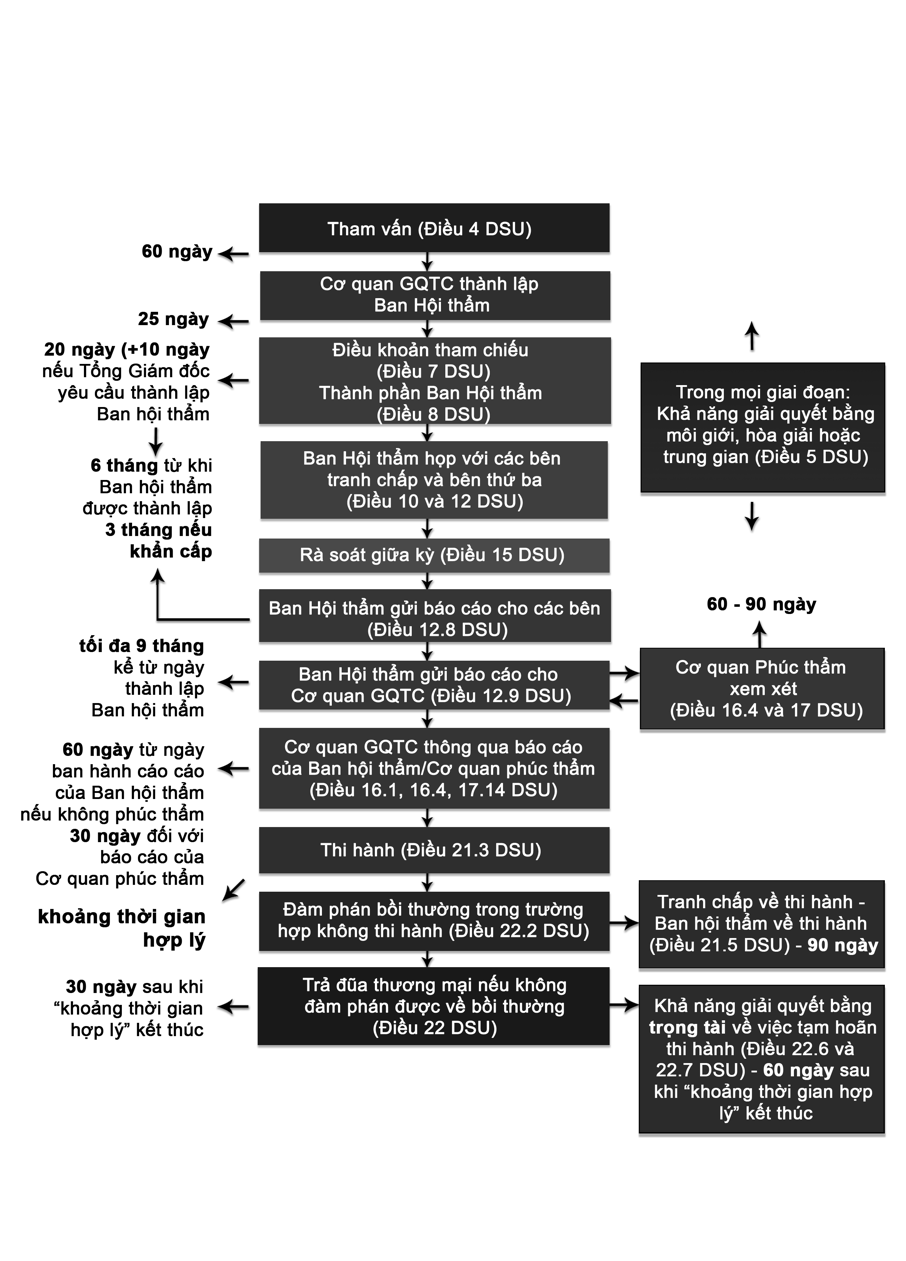 Tham vấn (Điều 4 DSU)
60 ngày
Cơ quan GQTC thành lập
Ban Hội thẩm
25 ngày
20 ngày (+10 ngày
nếu Tổng Giám đốc
yêu cầu thành lập
Ban hội thẩm
Điều khoản tham chiếu
(Điều 7 DSU)
Thành phần Ban Hội thẩm
(Điều 8 DSU)
Trong mọi giai đoạn:
Khả năng giải quyết bằng
môi giới, hòa giải hoặc
trung gian (Điều 5 DSU)
6 tháng từ khi
Ban hội thẩm
được thành lập
3 tháng nếu
khẩn cấp
Ban Hội thẩm họp với các bên
tranh chấp và bên thứ ba
(Điều 10 và 12 DSU)
Rà soát giữa kỳ (Điều 15 DSU)
Ban Hội thẩm gửi báo cáo cho các bên
(Điều 12.8 DSU)
60 - 90 ngày
tối đa 9 tháng
kể từ ngày
thành lập
Ban hội thẩm
Ban Hội thẩm gửi báo cáo cho
Cơ quan GQTC (Điều 12.9 DSU)
Cơ quan Phúc thẩm
xem xét
(Điều 16.4 và 17 DSU)
60 ngày từ ngày
ban hành cáo cáo
của Ban hội thẩm
nếu không phúc thẩm
30 ngày đối với
báo cáo của
Cơ quan phúc thẩm
Cơ quan GQTC thông qua báo cáo
của Ban hội thẩm/Cơ quan phúc thẩm
(Điều 16.1, 16.4, 17.14 DSU)
Thi hành (Điều 21.3 DSU)
khoảng thời gian
hợp lý
Đàm phán bồi thường trong trường
hợp không thi hành (Điều 22.2 DSU)
Tranh chấp về thi hành -
Ban hội thẩm về thi hành
(Điều 21.5 DSU) - 90 ngày
30 ngày sau khi
“khoảng thời gian
hợp lý” kết thúc
Trả đũa thương mại nếu không
đàm phán được về bồi thường
(Điều 22 DSU)
Khả năng giải quyết bằng
trọng tài về việc tạm hoãn
thi hành (Điều 22.6 và
22.7 DSU) - 60 ngày sau
khi “khoảng thời gian hợp
lý” kết thúc